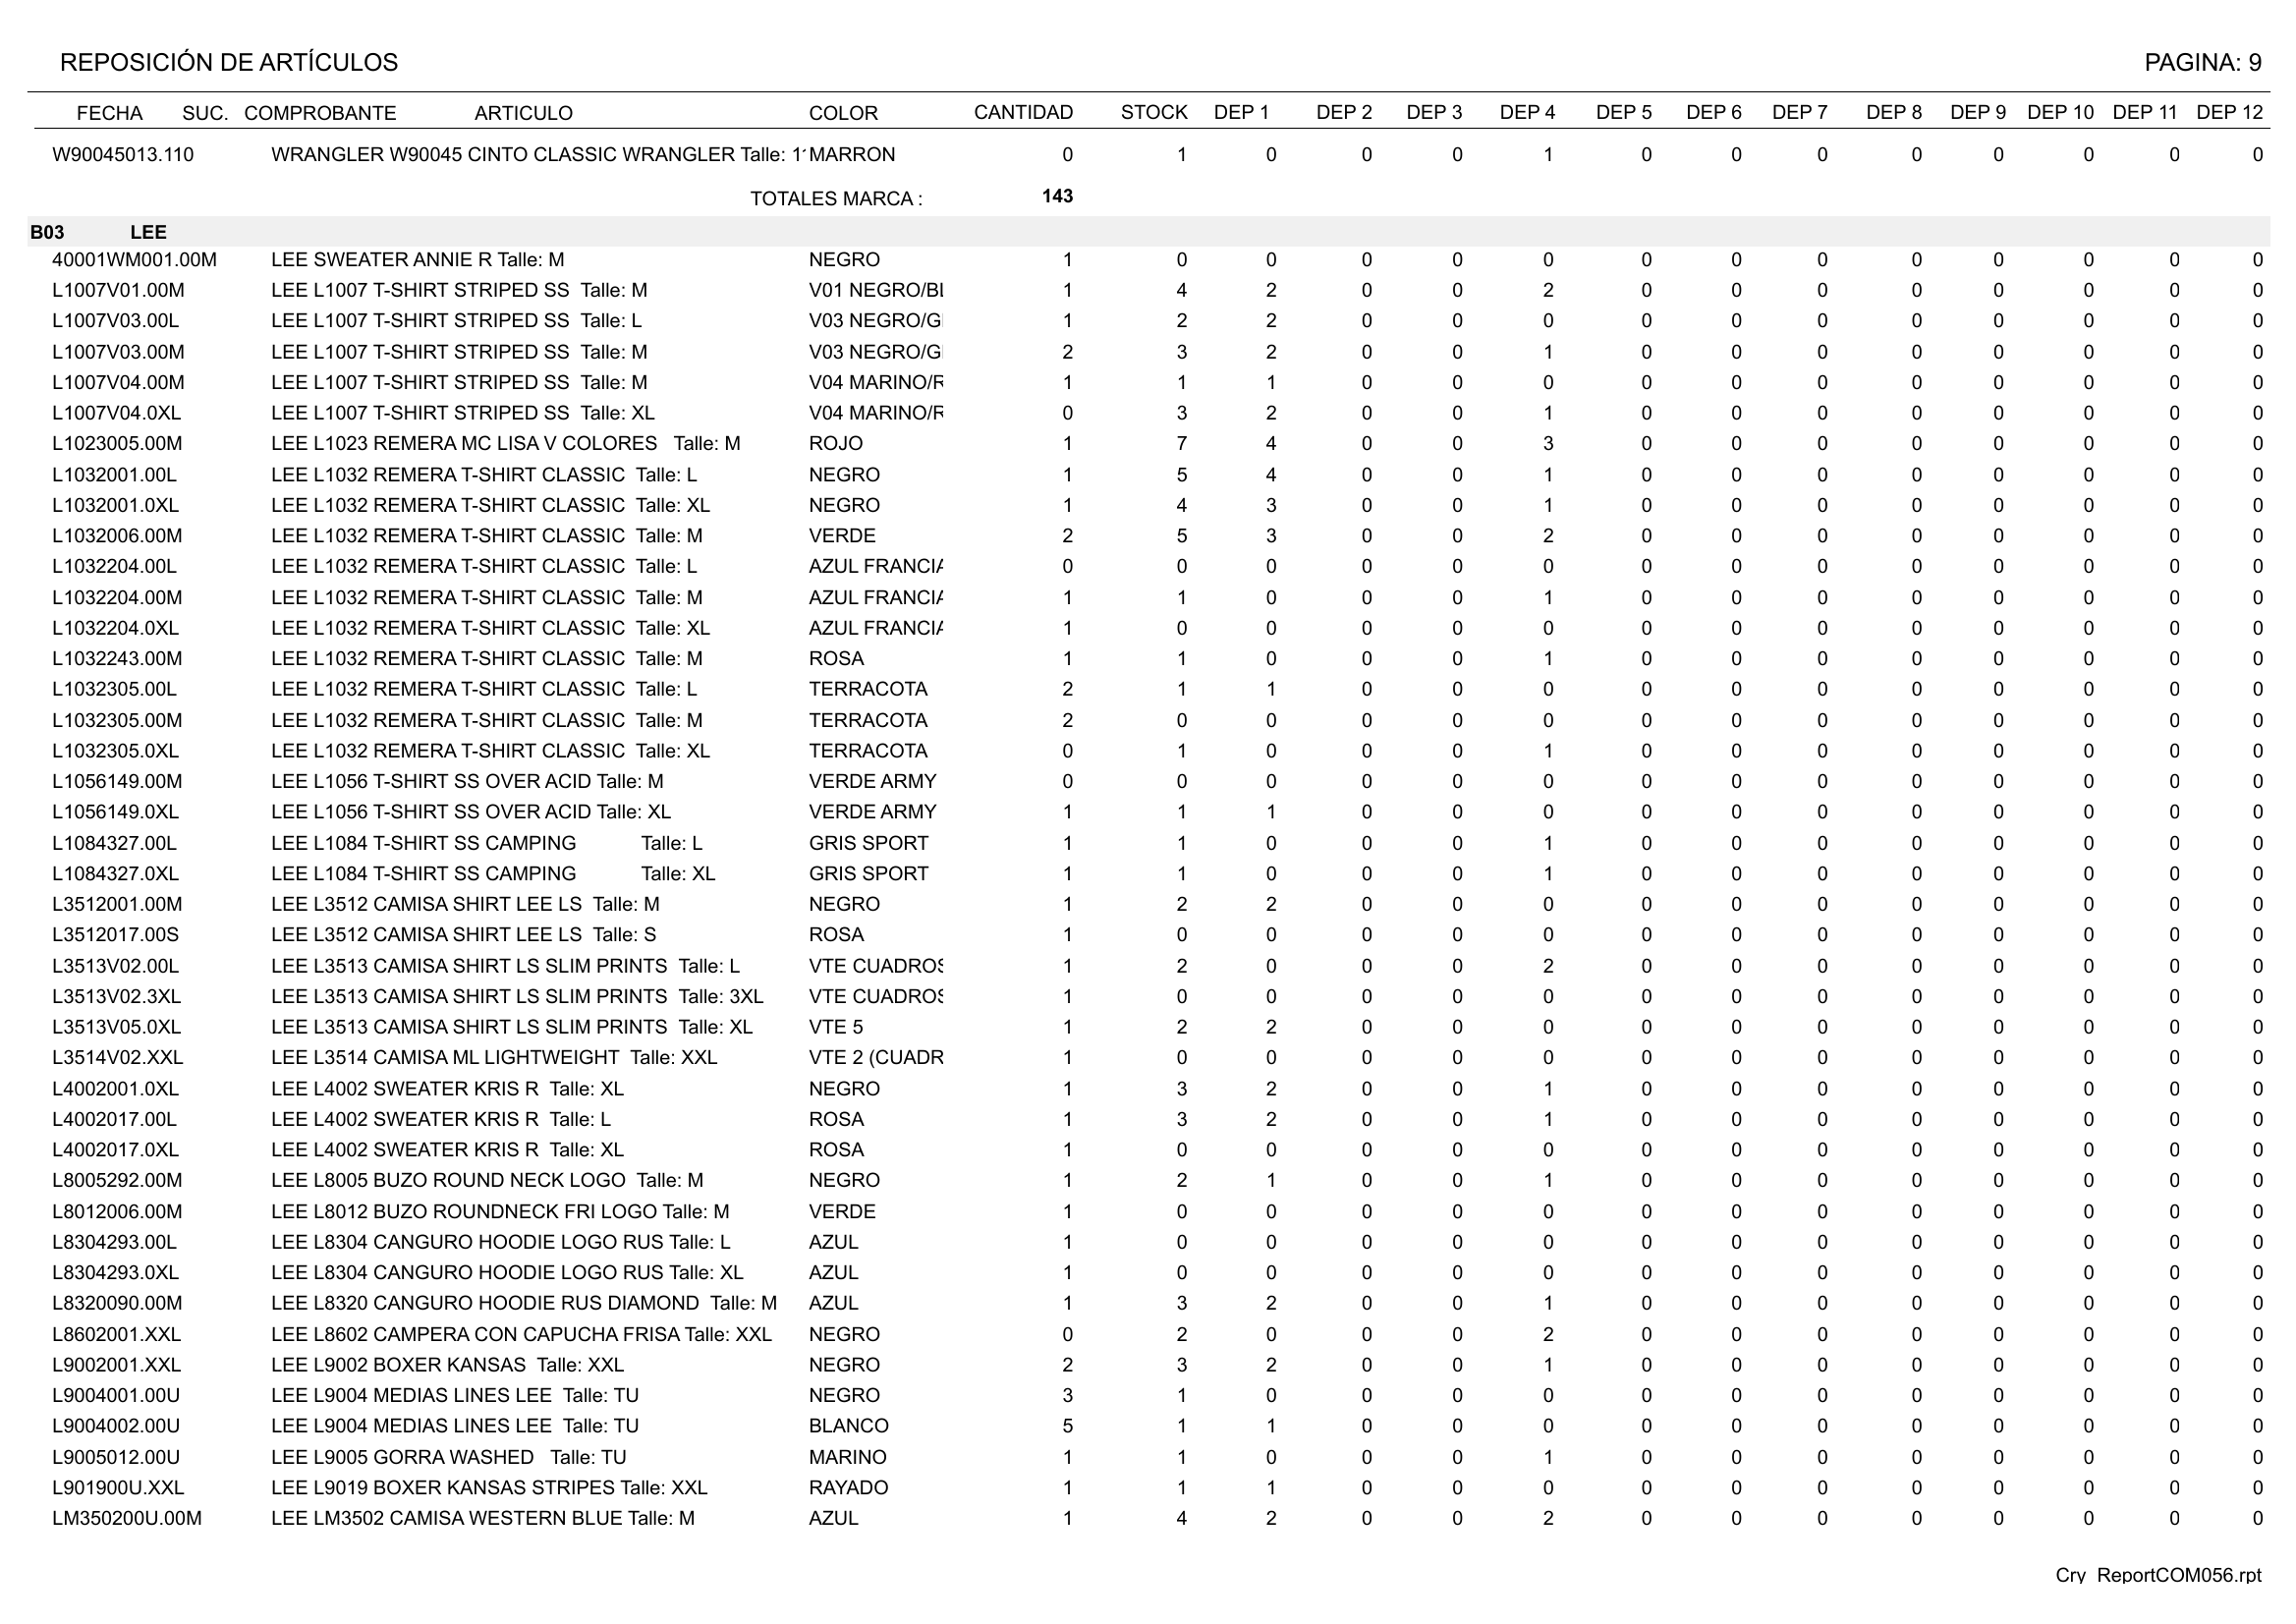 REPOSICIÓN DE ARTÍCULOS PAGINA: 9
FECHA SUC. COMPROBANTE ARTICULO COLOR CANTIDAD STOCK DEP 1 DEP 2 DEP 3 DEP 4 DEP 5 DEP 6 DEP 7 DEP 8 DEP 9 DEP 10 DEP 11 DEP 12
W90045013.110 WRANGLER W90045 CINTO CLASSIC WRANGLER Talle: 1 MARRON 0 1 0 0 0 1 0 0 0 0 0 0 0 0
TOTALES MARCA : 143
B03 LEE
40001WM001.00M LEE SWEATER ANNIE R Talle: M NEGRO 1 0 0 0 0 0 0 0 0 0 0 0 0 0
L1007V01.00M LEE L1007 T-SHIRT STRIPED SS Talle: M V01 NEGRO/BL 1 4 2 0 0 2 0 0 0 0 0 0 0 0
L1007V03.00L LEE L1007 T-SHIRT STRIPED SS Talle: L V03 NEGRO/G 1 2 2 0 0 0 0 0 0 0 0 0 0 0
L1007V03.00M LEE L1007 T-SHIRT STRIPED SS Talle: M V03 NEGRO/G 2 3 2 0 0 1 0 0 0 0 0 0 0 0
L1007V04.00M LEE L1007 T-SHIRT STRIPED SS Talle: M V04 MARINO/R 1 1 1 0 0 0 0 0 0 0 0 0 0 0
L1007V04.0XL LEE L1007 T-SHIRT STRIPED SS Talle: XL V04 MARINO/R 0 3 2 0 0 1 0 0 0 0 0 0 0 0
L1023005.00M LEE L1023 REMERA MC LISA V COLORES Talle: M ROJO 1 7 4 0 0 3 0 0 0 0 0 0 0 0
L1032001.00L LEE L1032 REMERA T-SHIRT CLASSIC Talle: L NEGRO 1 5 4 0 0 1 0 0 0 0 0 0 0 0
L1032001.0XL LEE L1032 REMERA T-SHIRT CLASSIC Talle: XL NEGRO 1 4 3 0 0 1 0 0 0 0 0 0 0 0
L1032006.00M LEE L1032 REMERA T-SHIRT CLASSIC Talle: M VERDE 2 5 3 0 0 2 0 0 0 0 0 0 0 0
L1032204.00L LEE L1032 REMERA T-SHIRT CLASSIC Talle: L AZUL FRANCIA 0 0 0 0 0 0 0 0 0 0 0 0 0 0
L1032204.00M LEE L1032 REMERA T-SHIRT CLASSIC Talle: M AZUL FRANCIA 1 1 0 0 0 1 0 0 0 0 0 0 0 0
L1032204.0XL LEE L1032 REMERA T-SHIRT CLASSIC Talle: XL AZUL FRANCIA 1 0 0 0 0 0 0 0 0 0 0 0 0 0
L1032243.00M LEE L1032 REMERA T-SHIRT CLASSIC Talle: M ROSA 1 1 0 0 0 1 0 0 0 0 0 0 0 0
L1032305.00L LEE L1032 REMERA T-SHIRT CLASSIC Talle: L TERRACOTA 2 1 1 0 0 0 0 0 0 0 0 0 0 0
L1032305.00M LEE L1032 REMERA T-SHIRT CLASSIC Talle: M TERRACOTA 2 0 0 0 0 0 0 0 0 0 0 0 0 0
L1032305.0XL LEE L1032 REMERA T-SHIRT CLASSIC Talle: XL TERRACOTA 0 1 0 0 0 1 0 0 0 0 0 0 0 0
L1056149.00M LEE L1056 T-SHIRT SS OVER ACID Talle: M VERDE ARMY 0 0 0 0 0 0 0 0 0 0 0 0 0 0
L1056149.0XL LEE L1056 T-SHIRT SS OVER ACID Talle: XL VERDE ARMY 1 1 1 0 0 0 0 0 0 0 0 0 0 0
L1084327.00L LEE L1084 T-SHIRT SS CAMPING Talle: L GRIS SPORT 1 1 0 0 0 1 0 0 0 0 0 0 0 0
L1084327.0XL LEE L1084 T-SHIRT SS CAMPING Talle: XL GRIS SPORT 1 1 0 0 0 1 0 0 0 0 0 0 0 0
L3512001.00M LEE L3512 CAMISA SHIRT LEE LS Talle: M NEGRO 1 2 2 0 0 0 0 0 0 0 0 0 0 0
L3512017.00S LEE L3512 CAMISA SHIRT LEE LS Talle: S ROSA 1 0 0 0 0 0 0 0 0 0 0 0 0 0
L3513V02.00L LEE L3513 CAMISA SHIRT LS SLIM PRINTS Talle: L VTE CUADROS 1 2 0 0 0 2 0 0 0 0 0 0 0 0
L3513V02.3XL LEE L3513 CAMISA SHIRT LS SLIM PRINTS Talle: 3XL VTE CUADROS 1 0 0 0 0 0 0 0 0 0 0 0 0 0
L3513V05.0XL LEE L3513 CAMISA SHIRT LS SLIM PRINTS Talle: XL VTE 5 1 2 2 0 0 0 0 0 0 0 0 0 0 0
L3514V02.XXL LEE L3514 CAMISA ML LIGHTWEIGHT Talle: XXL VTE 2 (CUADR 1 0 0 0 0 0 0 0 0 0 0 0 0 0
L4002001.0XL LEE L4002 SWEATER KRIS R Talle: XL NEGRO 1 3 2 0 0 1 0 0 0 0 0 0 0 0
L4002017.00L LEE L4002 SWEATER KRIS R Talle: L ROSA 1 3 2 0 0 1 0 0 0 0 0 0 0 0
L4002017.0XL LEE L4002 SWEATER KRIS R Talle: XL ROSA 1 0 0 0 0 0 0 0 0 0 0 0 0 0
L8005292.00M LEE L8005 BUZO ROUND NECK LOGO Talle: M NEGRO 1 2 1 0 0 1 0 0 0 0 0 0 0 0
L8012006.00M LEE L8012 BUZO ROUNDNECK FRI LOGO Talle: M VERDE 1 0 0 0 0 0 0 0 0 0 0 0 0 0
L8304293.00L LEE L8304 CANGURO HOODIE LOGO RUS Talle: L AZUL 1 0 0 0 0 0 0 0 0 0 0 0 0 0
L8304293.0XL LEE L8304 CANGURO HOODIE LOGO RUS Talle: XL AZUL 1 0 0 0 0 0 0 0 0 0 0 0 0 0
L8320090.00M LEE L8320 CANGURO HOODIE RUS DIAMOND Talle: M AZUL 1 3 2 0 0 1 0 0 0 0 0 0 0 0
L8602001.XXL LEE L8602 CAMPERA CON CAPUCHA FRISA Talle: XXL NEGRO 0 2 0 0 0 2 0 0 0 0 0 0 0 0
L9002001.XXL LEE L9002 BOXER KANSAS Talle: XXL NEGRO 2 3 2 0 0 1 0 0 0 0 0 0 0 0
L9004001.00U LEE L9004 MEDIAS LINES LEE Talle: TU NEGRO 3 1 0 0 0 0 0 0 0 0 0 0 0 0
L9004002.00U LEE L9004 MEDIAS LINES LEE Talle: TU BLANCO 5 1 1 0 0 0 0 0 0 0 0 0 0 0
L9005012.00U LEE L9005 GORRA WASHED Talle: TU MARINO 1 1 0 0 0 1 0 0 0 0 0 0 0 0
L901900U.XXL LEE L9019 BOXER KANSAS STRIPES Talle: XXL RAYADO 1 1 1 0 0 0 0 0 0 0 0 0 0 0
LM350200U.00M LEE LM3502 CAMISA WESTERN BLUE Talle: M AZUL 1 4 2 0 0 2 0 0 0 0 0 0 0 0
Cry_ReportCOM056.rpt